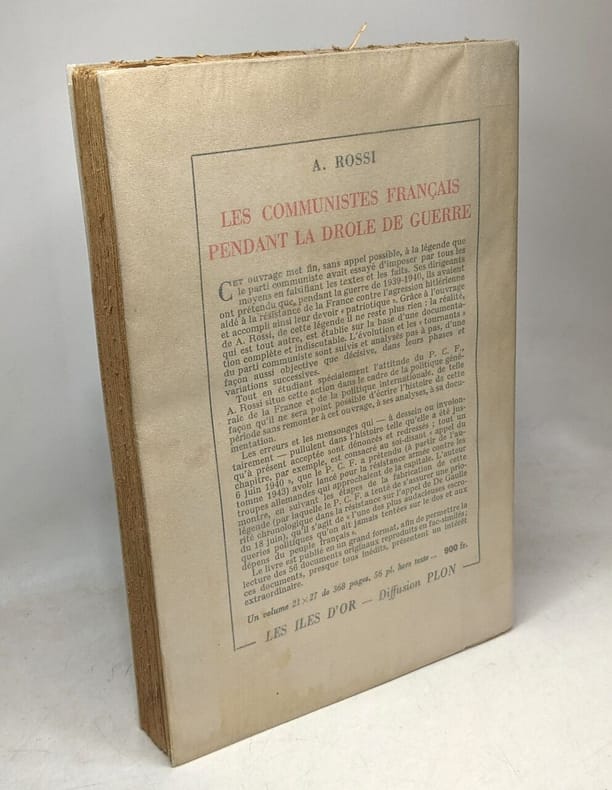 A. ROSSI
LES COMMUNISTES FRANÇAIS
PENDANT LA DROLE DE GUERRE
CET ouvrage met fin, sans appel possible, à la légende que
le parti communiste avait essayé d'imposer par tous les
moyens en falsifiant les textes et les faits. Ses dirigeants
ont prétendu que, pendant la guerre de 1939-1940, ils avaient
aidé à la résistance de la France contre l'agression hitlérienne
et accompli ainsi leur devoir « patriotique ». Grâce à l'ouvrage
de A. Rossi, de cette légende il ne reste plus rien : la réalité,
qui est tout autre, est établie sur la base d'une documenta-
tion complète et indiscutable. L'évolution et les « tournants »
du parti communiste sont suivis et analysés pas à pas, d'une
façon aussi objective que décisive, dans leurs phases et
variations successives.
Tout en étudiant spécialement l'attitude du P. C. F.,
A. Rossi situe cette action dans le cadre de la politique géné-
rale de la France et de la politique internationale, de telle
façon qu'il ne sera point possible d'écrire l'histoire de cette
période sans remonter à cet ouvrage, à ses analyses, à sa docu-
mentation.
Les erreurs et les mensonges qui — à dessein ou involon-
tairement — pullulent dans l'histoire telle qu'elle a été jus-
qu'à présent acceptée sont dénoncés et redressés ; tout un
chapitre, par exemple, est consacré au soi-disant « appel du
6 juin 1940 », que le P. C. F. a prétendu (à partir de l'au-
tomne 1943) avoir lancé pour la résistance armée contre les
troupes allemandes qui approchaient de la capitale. L'auteur
montre, en suivant les étapes de la fabrication de cette
légende (par laquelle le P. C. F. a tenté de s'assurer une prio-
rité chronologique dans la résistance sur l'appel de De Gaulle
du 18 juin), qu'il s'agit de « l'une des plus audacieuses escro-
queries politiques qu'on ait jamais tentées sur le dos et aux
dépens du peuple français ».
Le livre est publié en un grand format, afin de permettre la
lecture des 56 documents originaux reproduits en fac-similés ;
ces documents, presque tous inédits, présentent un intérêt
extraordinaire.
Un volume 21×27 de 368 pages, 56 pl. hors texte .. 900 fr.
LES ILES D'OR — Diffusion PLON